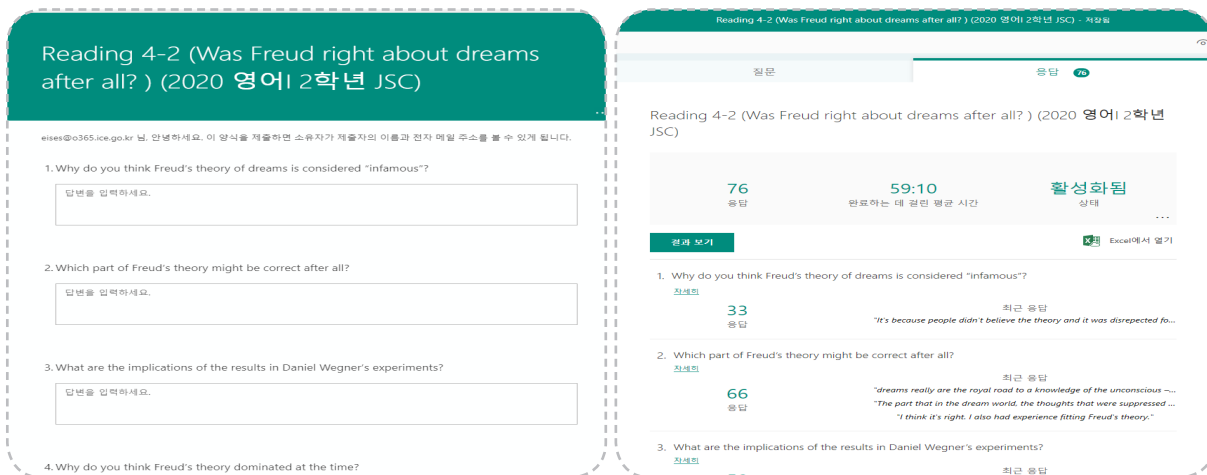 Reading 4-2 (Was Freud right about dreams
after all? ) (2020 영어I 2학년 JSC)
eises@o365.ice.go.kr 님, 안녕하세요. 이 양식을 제출하면 소유자가 제출자의 이름과 전자 메일 주소를 볼 수 있게 됩니다.
1. Why do you think Freud's theory of dreams is considered "infamous"?
답변을 입력하세요.
2. Which part of Freud's theory might be correct after all?
답변을 입력하세요.
3. What are the implications of the results in Daniel Wegner's experiments?
답변을 입력하세요.
4. Why do you think Freud's theory dominated at the time?
Reading 4-2 (Was Freud right about dreams after all? ) (2020 영어I 2학년 JSC) - 저장됨
질문
응답 76
Reading 4-2 (Was Freud right about dreams after all? ) (2020 영어I 2학년
JSC)
76
응답
59:10
완료하는 데 걸린 평균 시간
활성화됨
상태
...
결과 보기
Excel에서 열기
1. Why do you think Freud's theory of dreams is considered "infamous"?
자세히
33
응답
최근 응답
"It's because people didn't believe the theory and it was disrepected fo...
2. Which part of Freud's theory might be correct after all?
자세히
66
응답
최근 응답
"dreams really are the royal road to a knowledge of the unconscious –...
"The part that in the dream world, the thoughts that were suppressed ...
"I think it's right. I also had experience fitting Freud's theory."
3. What are the implications of the results in Daniel Wegner's experiments?
자세히
최근 응답